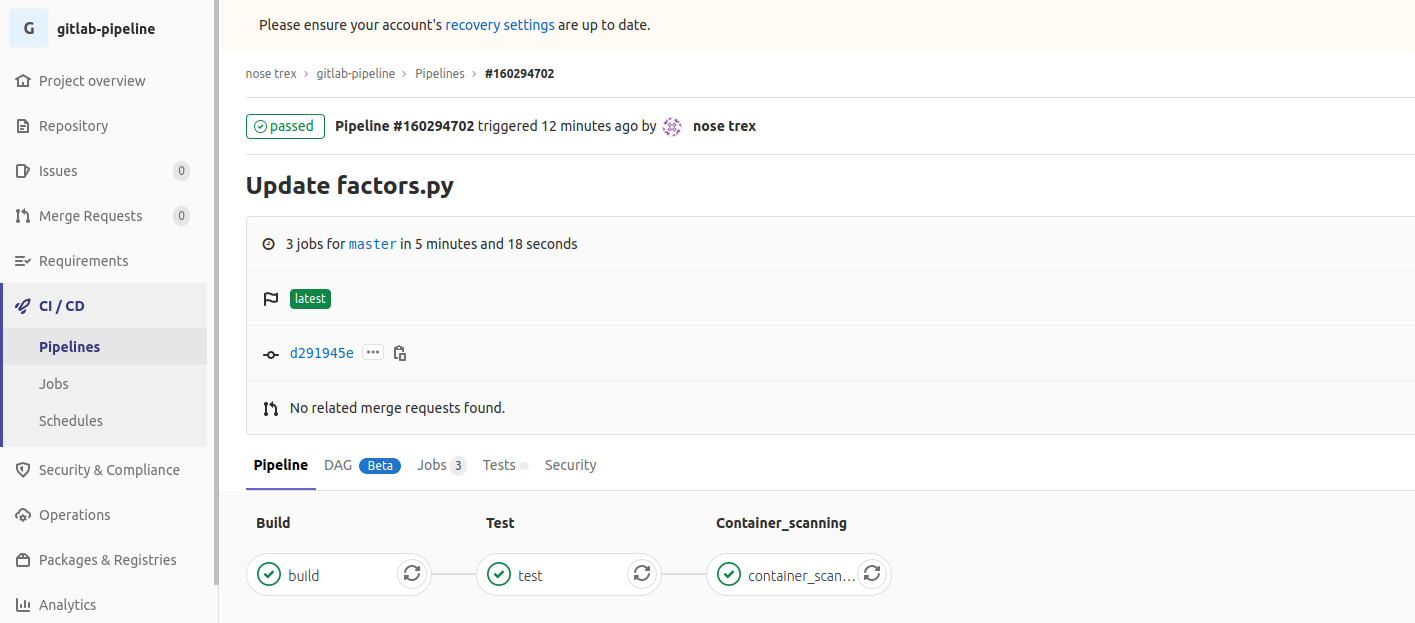 G gitlab-pipeline
Project overview
Repository
Issues 0
Merge Requests 0
Requirements
CI / CD
Pipelines
Jobs
Schedules
Security & Compliance
Operations
Packages & Registries
Analytics
Please ensure your account's recovery settings are up to date.
nose trex › gitlab-pipeline › Pipelines › #160294702
passed Pipeline #160294702 triggered 12 minutes ago by nose trex
Update factors.py
3 jobs for master in 5 minutes and 18 seconds
latest
d291945e ...
No related merge requests found.
Pipeline DAG Beta Jobs 3 Tests Security
Build Test Container_scanning
build test container_scan...